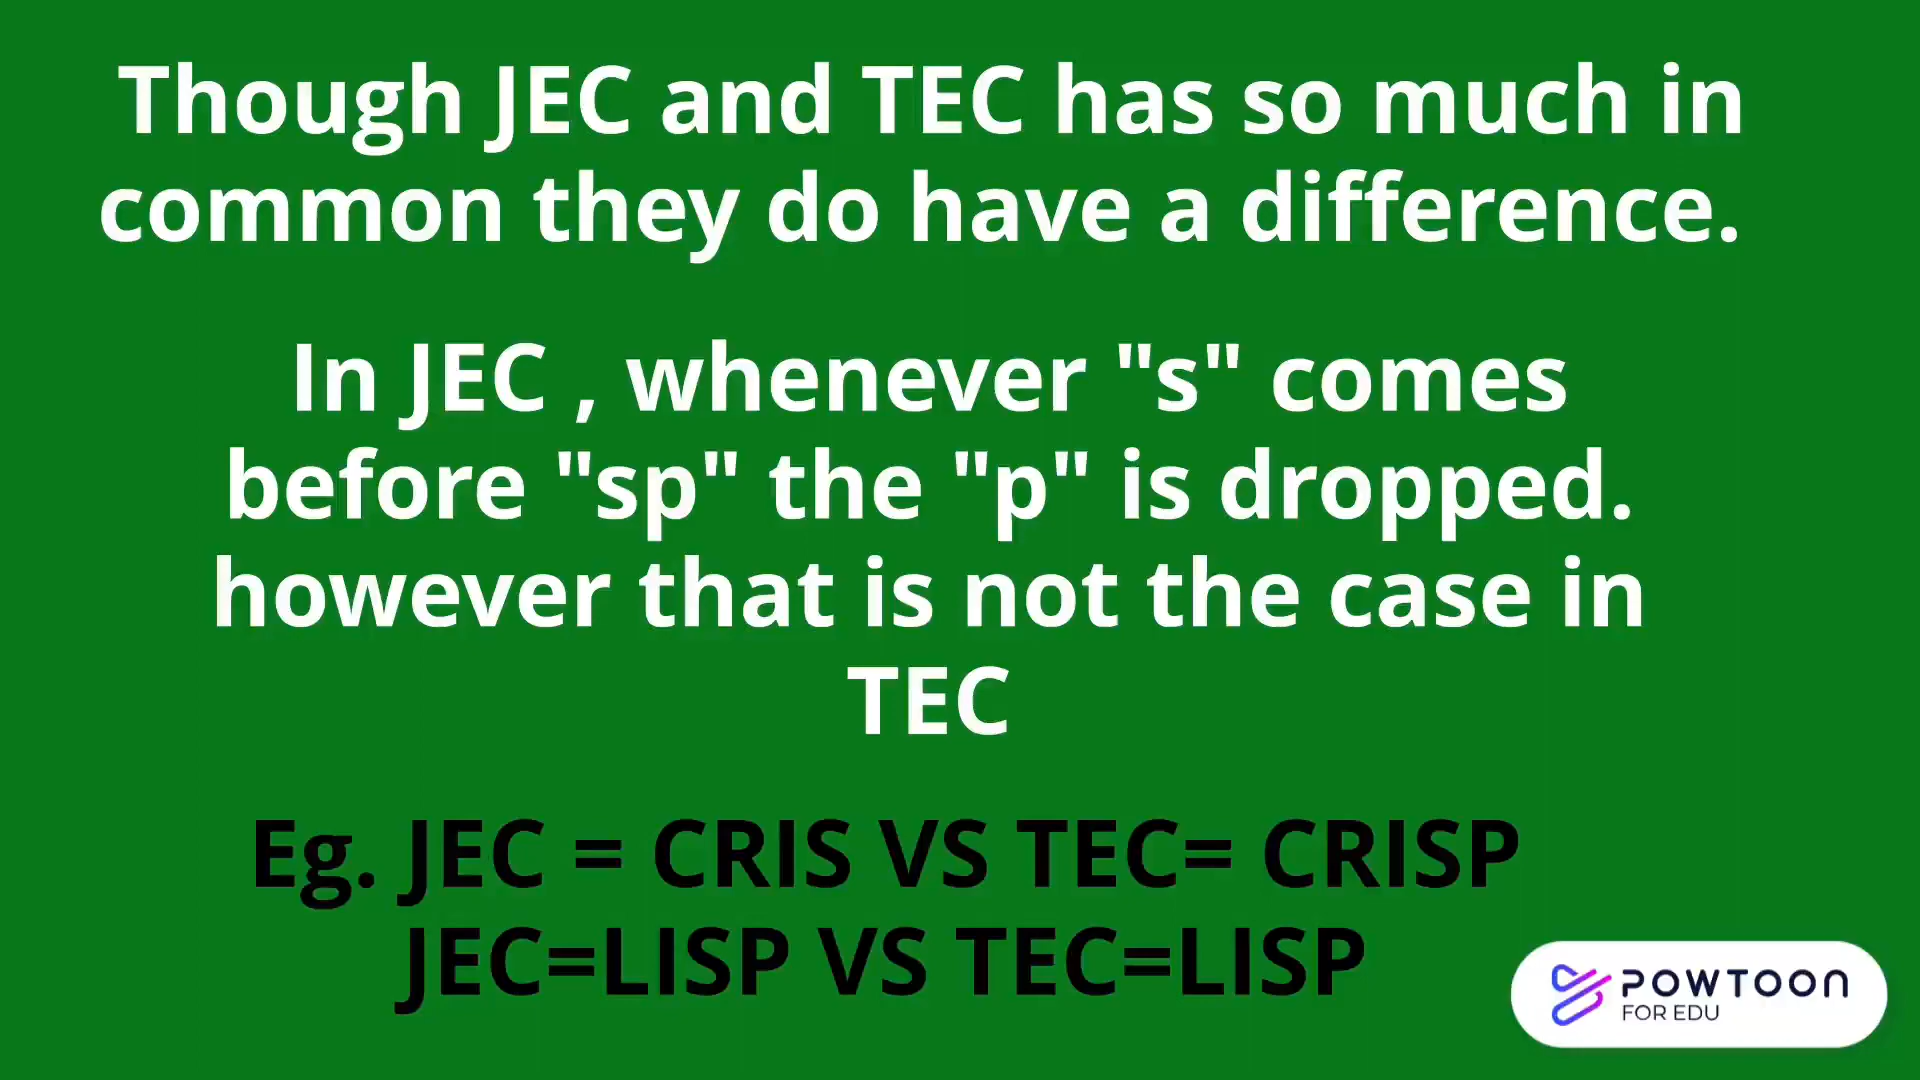 Though JEC and TEC has so much in
common they do have a difference.
In JEC , whenever "s" comes
before "sp" the "p" is dropped.
however that is not the case in
TEC
Eg. JEC = CRIS VS TEC= CRISP
JEC=LISP VS TEC=LISP
POWTOON
FOR EDU